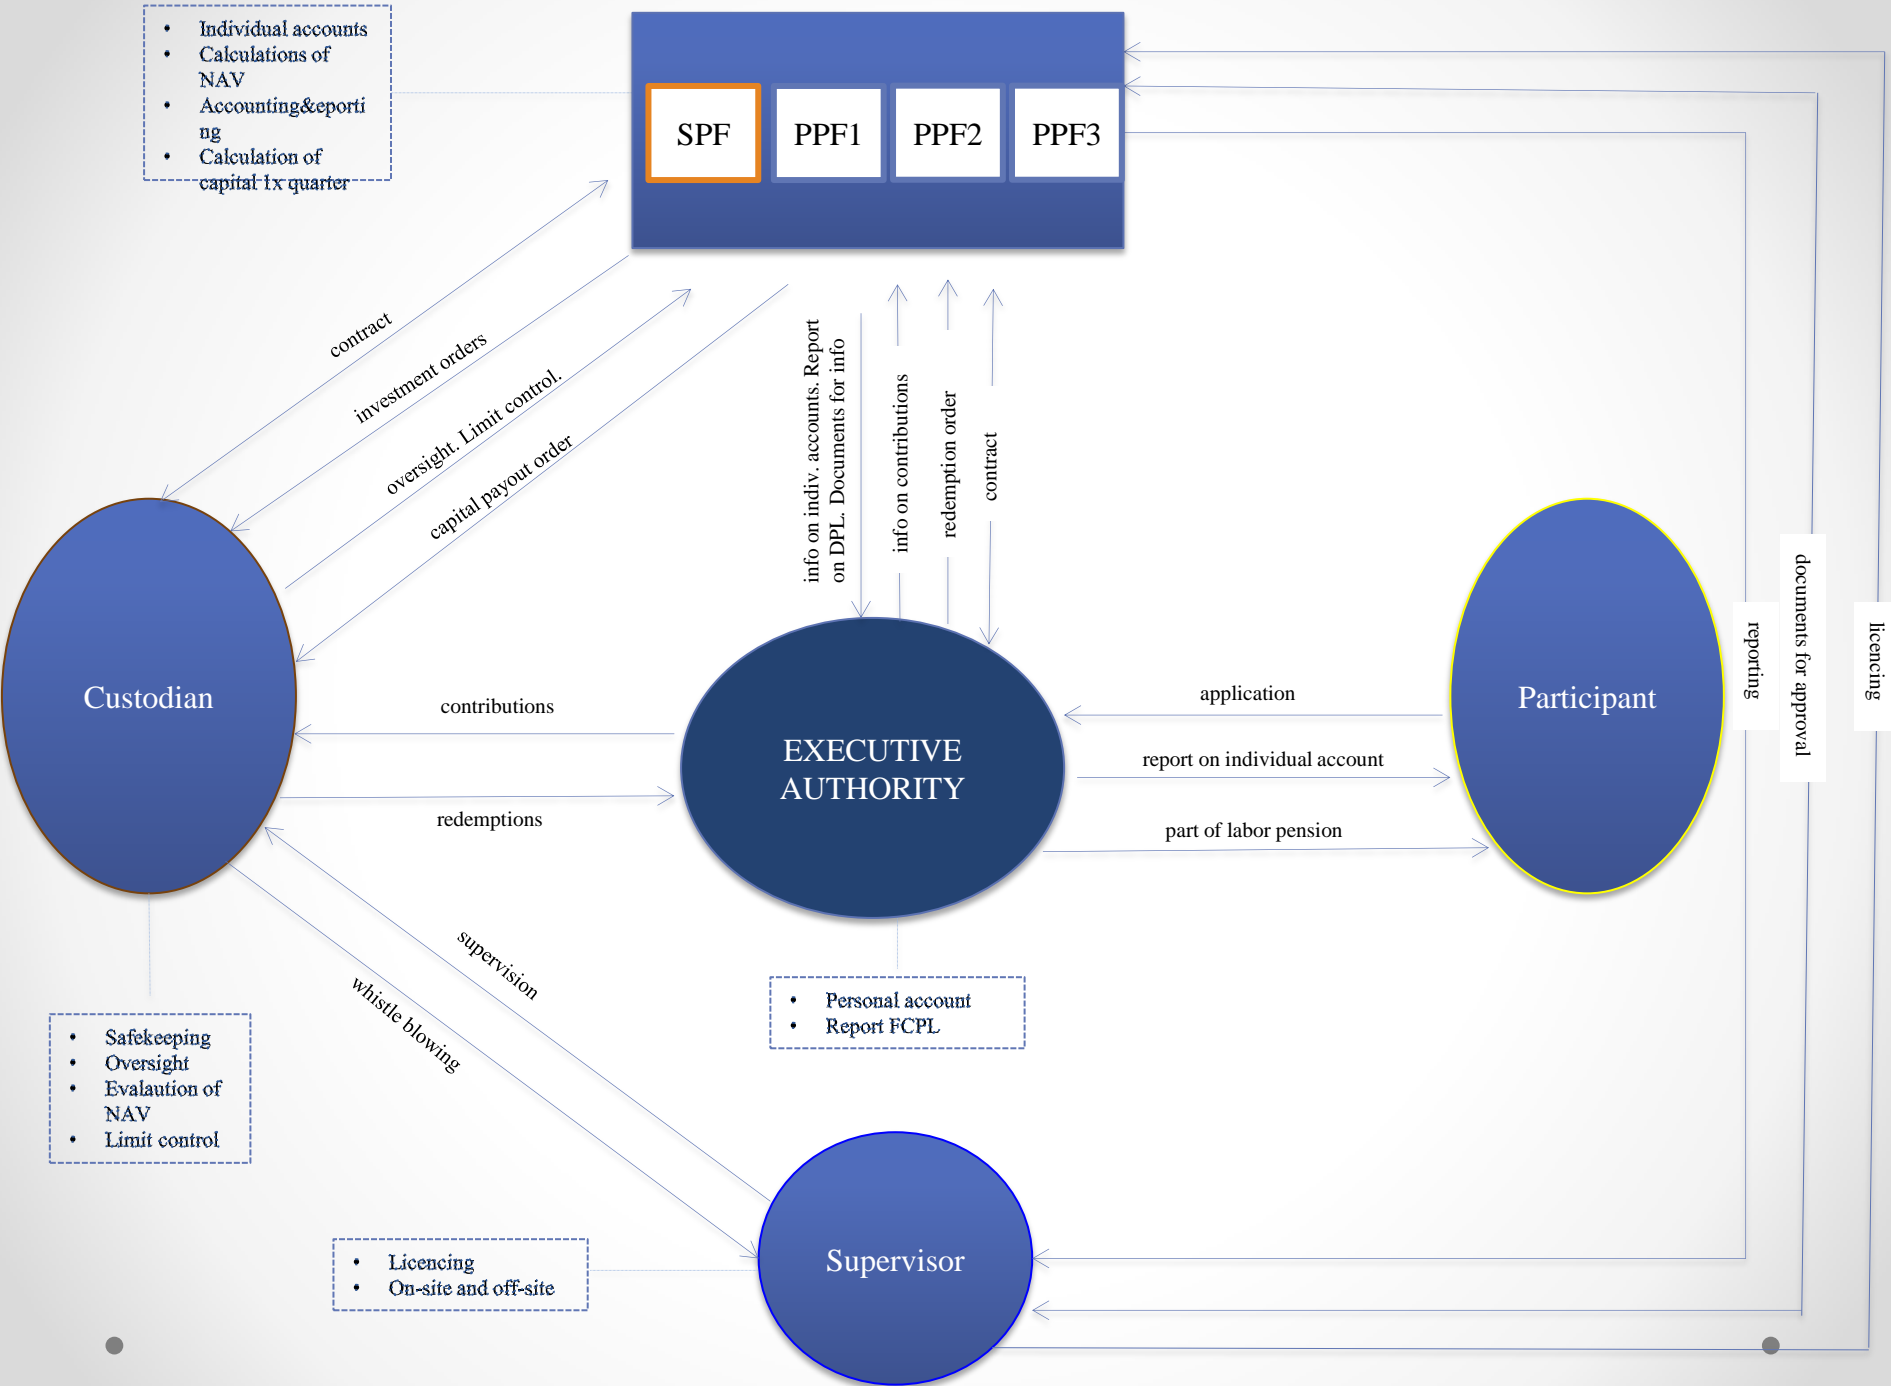 • Individual accounts
• Calculations of
NAV
• Accounting&eporti
ng
• Calculation of
capital 1x quarter
SPF
PPF1
PPF2
PPF3
contract
investment orders
oversight. Limit control.
capital payout order
info on indiv. accounts. Report
on DPL. Documents for info
info on contributions
redemption order
contract
Custodian
contributions
redemptions
EXECUTIVE
AUTHORITY
application
report on individual account
part of labor pension
Participant
reporting
documents for approval
licencing
supervision
whistle blowing
• Personal account
• Report FCPL
• Safekeeping
• Oversight
• Evalaution of
NAV
• Limit control
• Licencing
• On-site and off-site
Supervisor